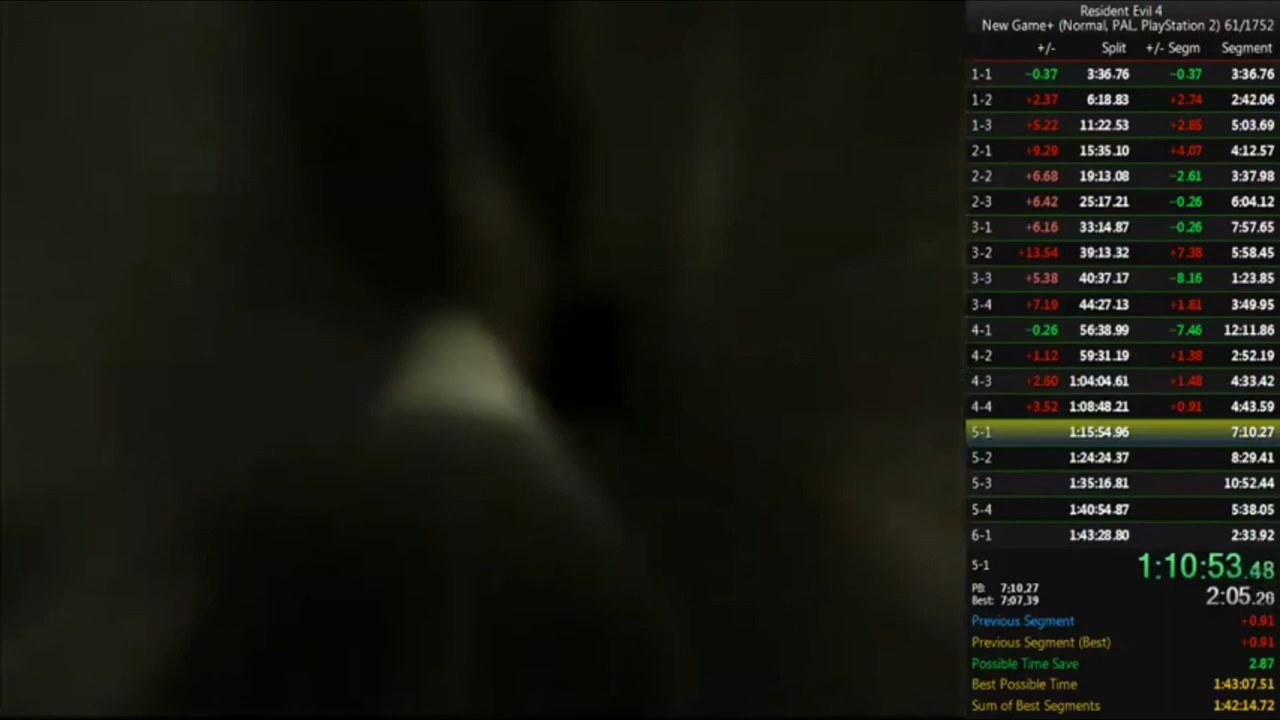 Resident Evil 4
New Game+ (Normal, PAL, PlayStation 2) 61/1752
+/- Split +/- Segm Segment
1-1 −0.37 3:36.76 −0.37 3:36.76
1-2 +2.37 6:18.83 +2.74 2:42.06
1-3 +5.22 11:22.53 +2.85 5:03.69
2-1 +9.29 15:35.10 +4.07 4:12.57
2-2 +6.68 19:13.08 −2.61 3:37.98
2-3 +6.42 25:17.21 −0.26 6:04.12
3-1 +6.16 33:14.87 −0.26 7:57.65
3-2 +13.54 39:13.32 +7.38 5:58.45
3-3 +5.38 40:37.17 −8.16 1:23.85
3-4 +7.19 44:27.13 +1.81 3:49.95
4-1 −0.26 56:38.99 −7.46 12:11.86
4-2 +1.12 59:31.19 +1.38 2:52.19
4-3 +2.60 1:04:04.61 +1.48 4:33.42
4-4 +3.52 1:08:48.21 +0.91 4:43.59
5-1 1:15:54.96 7:10.27
5-2 1:24:24.37 8:29.41
5-3 1:35:16.81 10:52.44
5-4 1:40:54.87 5:38.05
6-1 1:43:28.80 2:33.92
5-1 1:10:53.48
PB: 7:10.27
Best: 7:07.39 2:05.20
Previous Segment +0.91
Previous Segment (Best) +0.91
Possible Time Save 2.87
Best Possible Time 1:43:07.51
Sum of Best Segments 1:42:14.72